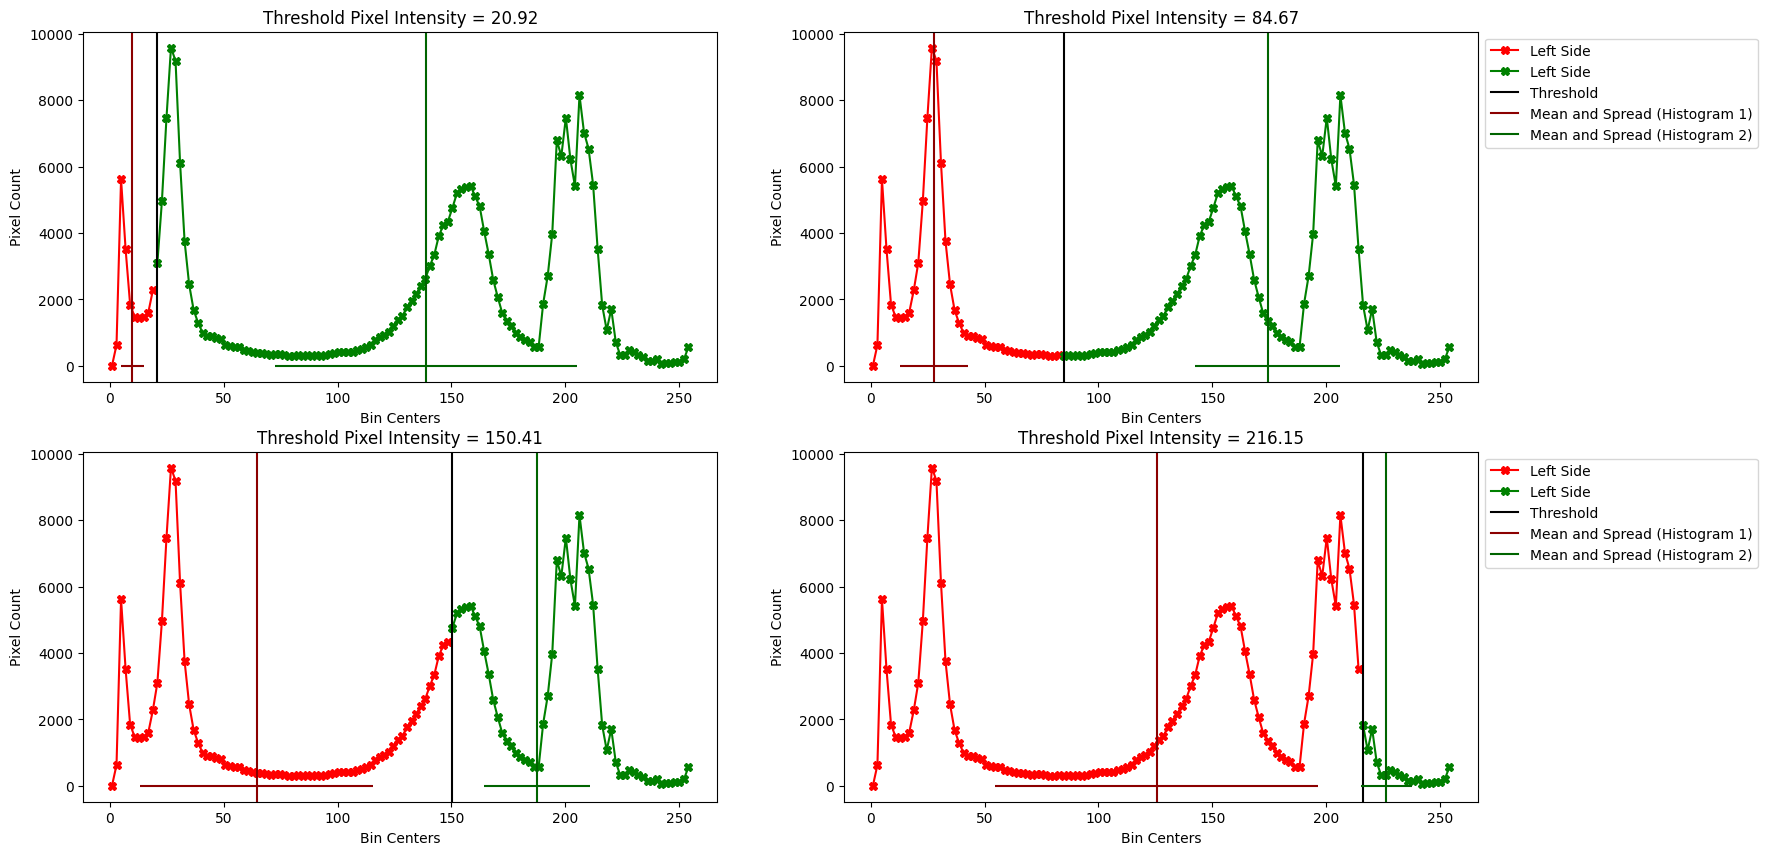 Threshold Pixel Intensity = 20.92
Pixel Count
10000
8000
6000
4000
2000
0
0 50 100 150 200 250
Bin Centers
Threshold Pixel Intensity = 84.67
Pixel Count
10000
8000
6000
4000
2000
0
0 50 100 150 200 250
Bin Centers
Left Side
Left Side
Threshold
Mean and Spread (Histogram 1)
Mean and Spread (Histogram 2)
Threshold Pixel Intensity = 150.41
Pixel Count
10000
8000
6000
4000
2000
0
0 50 100 150 200 250
Bin Centers
Threshold Pixel Intensity = 216.15
Pixel Count
10000
8000
6000
4000
2000
0
0 50 100 150 200 250
Bin Centers
Left Side
Left Side
Threshold
Mean and Spread (Histogram 1)
Mean and Spread (Histogram 2)